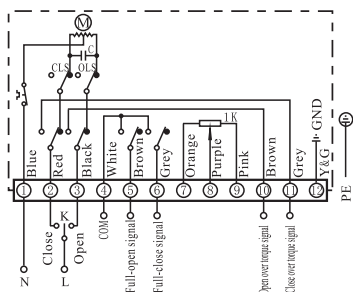 M
C
CLS
OLS
1K
GND
Blue
Red
Black
White
Brown
Grey
Orange
Purple
Pink
Brown
Grey
Y&G
1 2 3 4 5 6 7 8 9 10 11 12
PE
Close
K
Open
COM
Full-open signal
Full-close signal
Open over torque signal
Close over torque signal
N
L